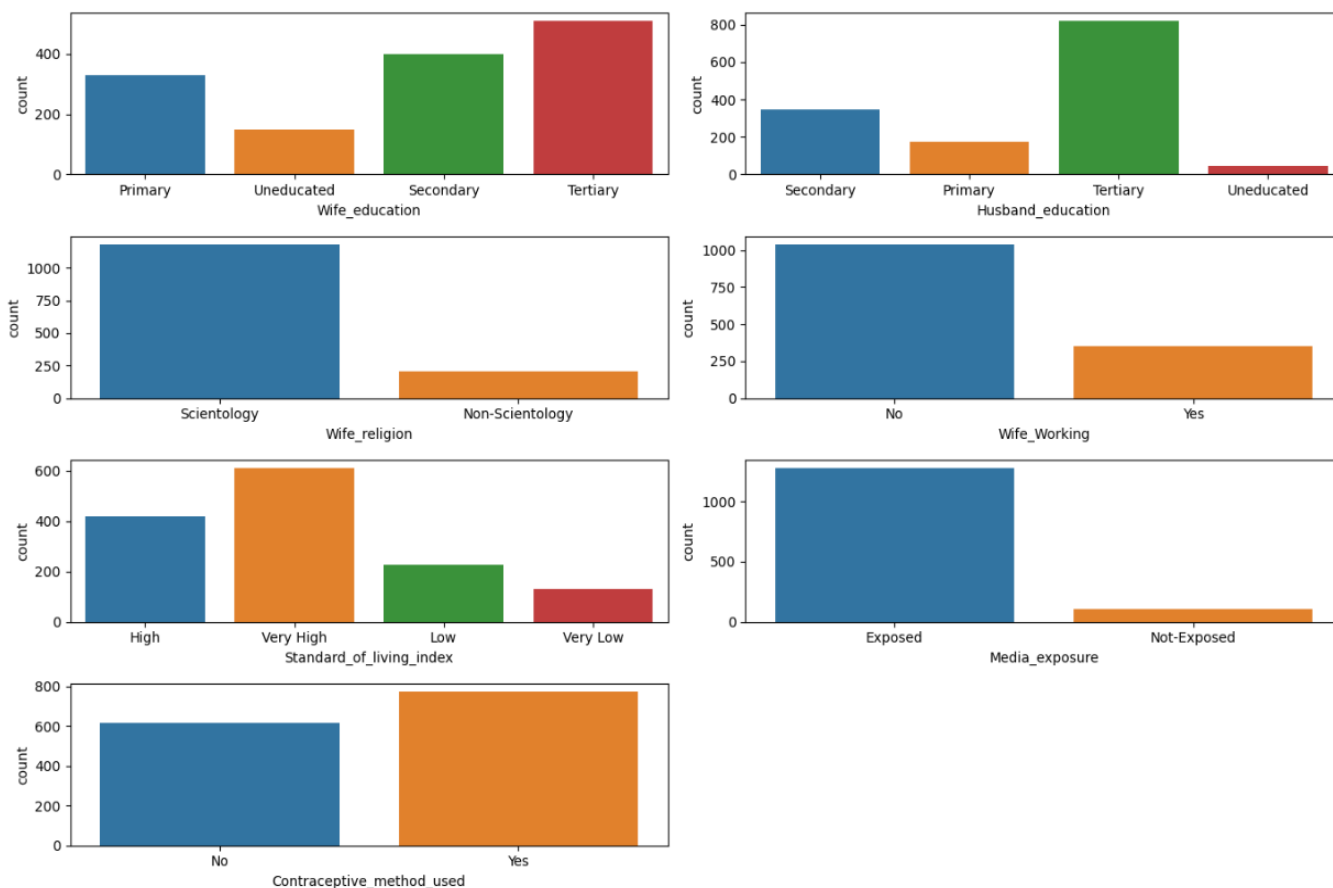 count
400
200
0
Primary Uneducated Secondary Tertiary
Wife_education
count
800
600
400
200
0
Secondary Primary Tertiary Uneducated
Husband_education
count
1000
750
500
250
0
Scientology Non-Scientology
Wife_religion
count
1000
750
500
250
0
No Yes
Wife_Working
count
600
400
200
0
High Very High Low Very Low
Standard_of_living_index
count
1000
500
0
Exposed Not-Exposed
Media_exposure
count
800
600
400
200
0
No Yes
Contraceptive_method_used